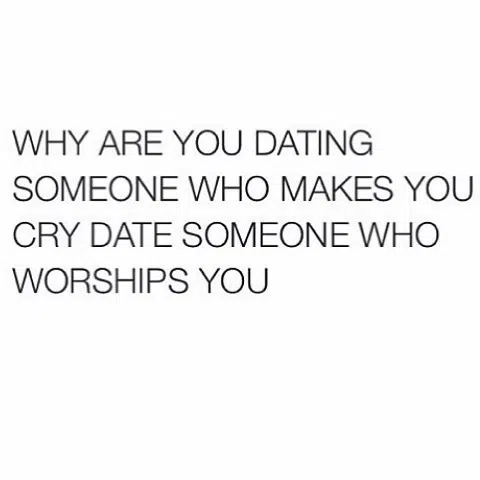 WHY ARE YOU DATING
SOMEONE WHO MAKES YOU
CRY DATE SOMEONE WHO
WORSHIPS YOU